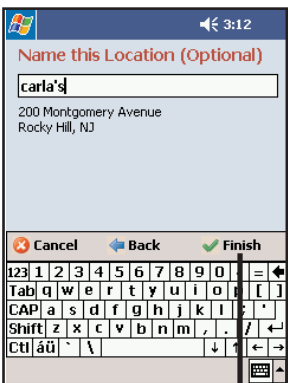 3:12
Name this Location (Optional)
carla's
200 Montgomery Avenue
Rocky Hill, NJ
Cancel Back Finish
123 1 2 3 4 5 6 7 8 9 0 - = ←
Tab q w e r t y u i o p [ ]
CAP a s d f g h j k l ; '
Shift z x c v b n m , . / ↵
Ctl áü ` \ ↓ ↑ ← →